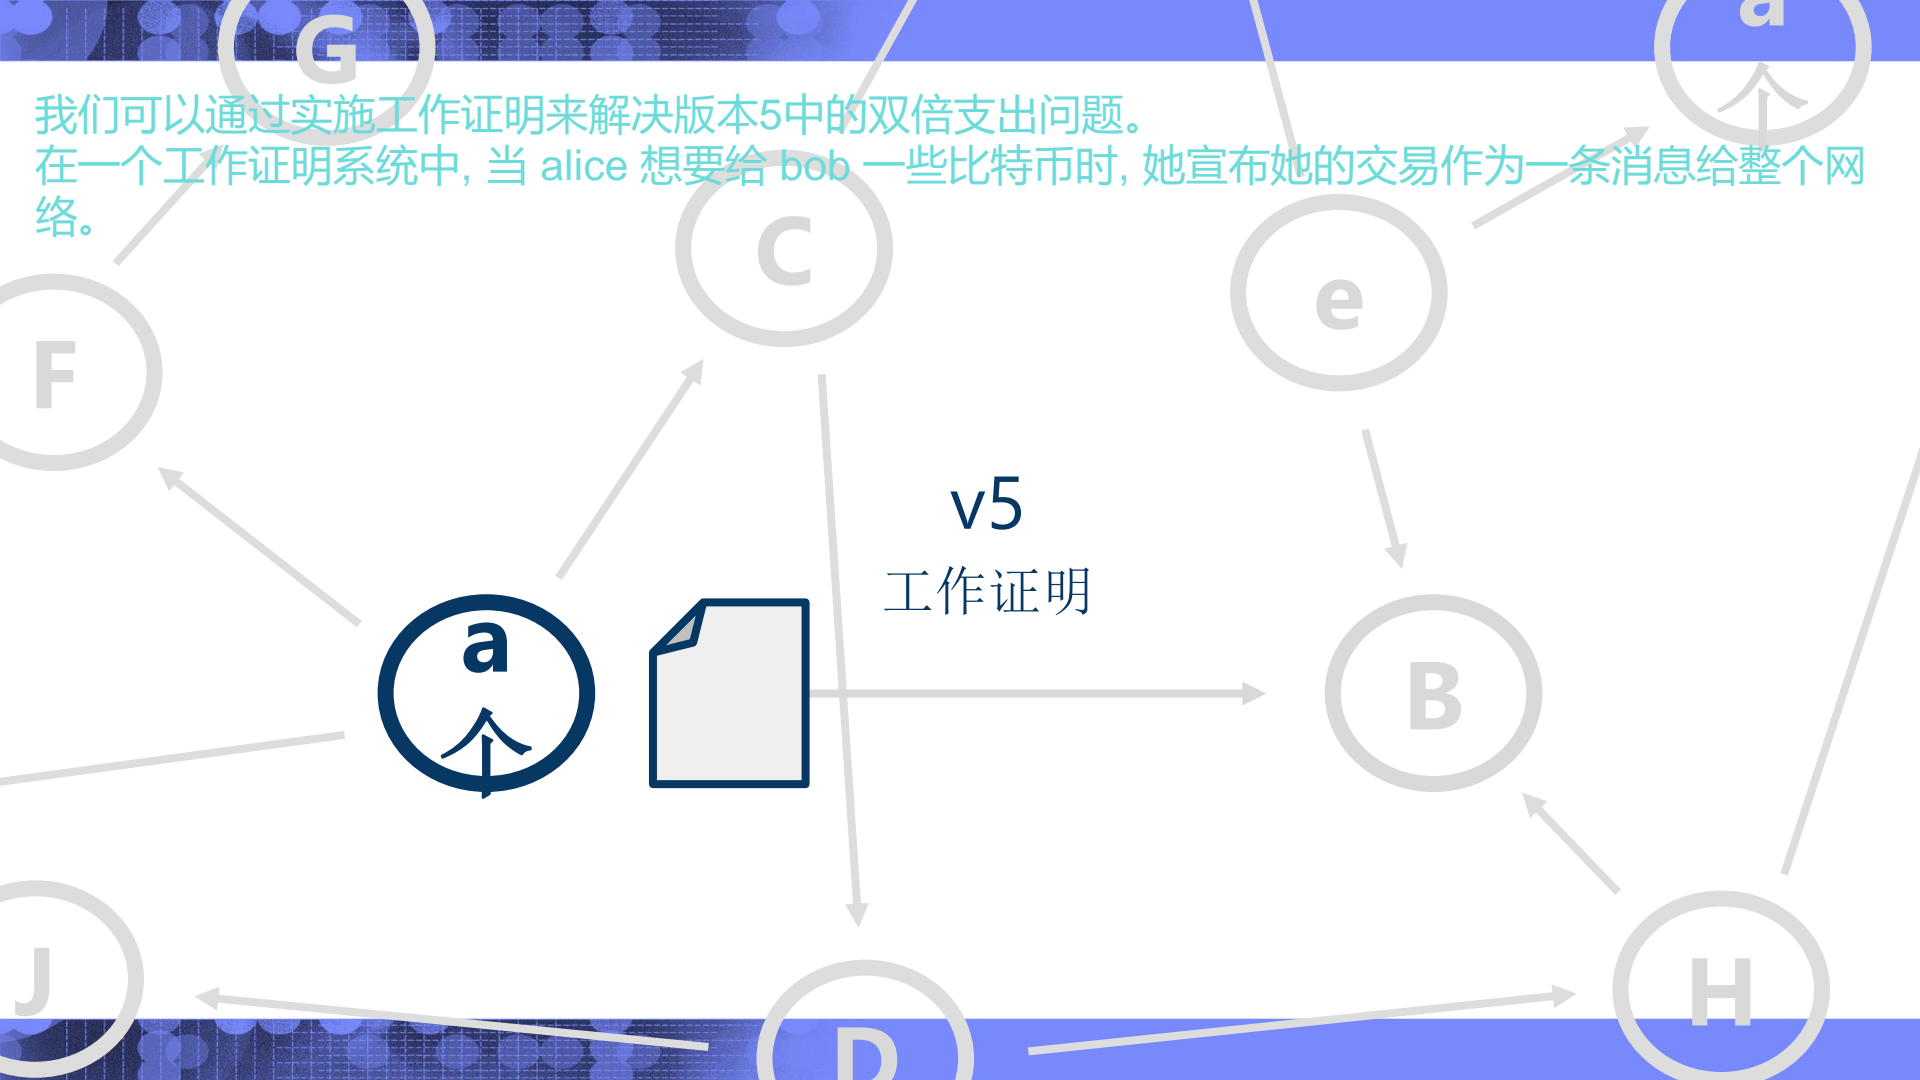 G
a
个
我们可以通过实施工作证明来解决版本5中的双倍支出问题。
在一个工作证明系统中, 当 alice 想要给 bob 一些比特币时, 她宣布她的交易作为一条消息给整个网
络。
C
e
F
v5
工作证明
a
个
B
J
H
D